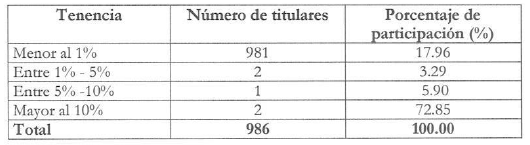 Tenencia Número de titulares Porcentaje de participación (%)
Menor al 1% 981 17.96
Entre 1% - 5% 2 3.29
Entre 5% -10% 1 5.90
Mayor al 10% 2 72.85
Total 986 100.00